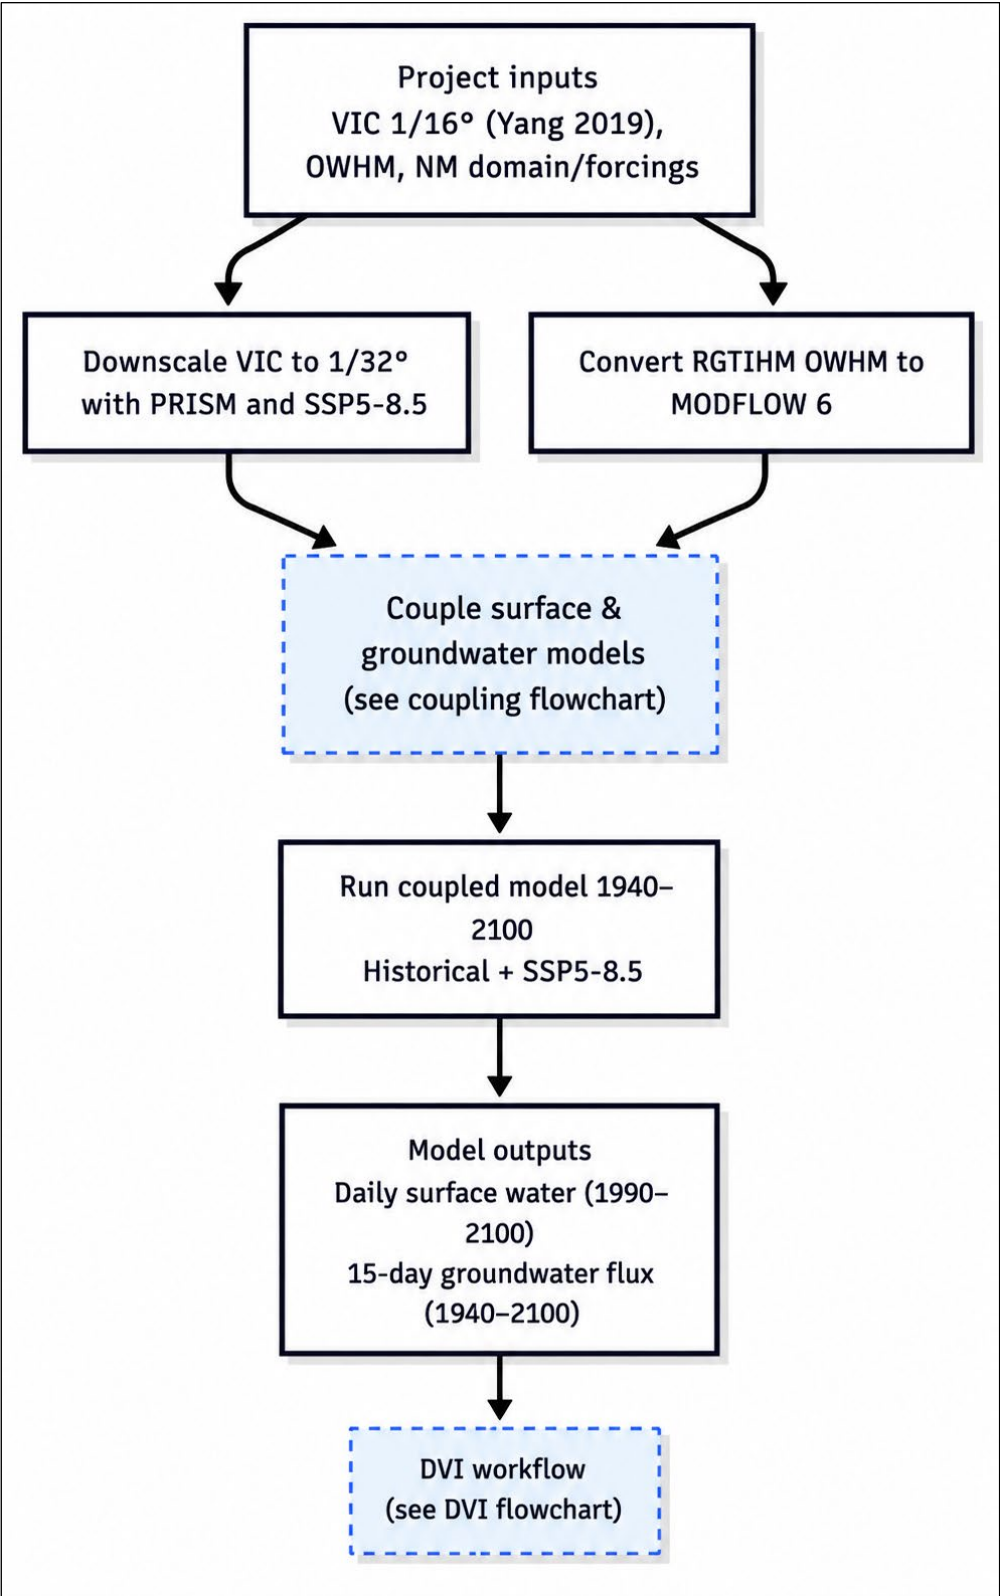 Project inputs
VIC 1/16° (Yang 2019),
OWHM, NM domain/forcings
Downscale VIC to 1/32°
with PRISM and SSP5-8.5
Convert RGTIHM OWHM to
MODFLOW 6
Couple surface &
groundwater models
(see coupling flowchart)
Run coupled model 1940–
2100
Historical + SSP5-8.5
Model outputs
Daily surface water (1990–
2100)
15-day groundwater flux
(1940–2100)
DVI workflow
(see DVI flowchart)